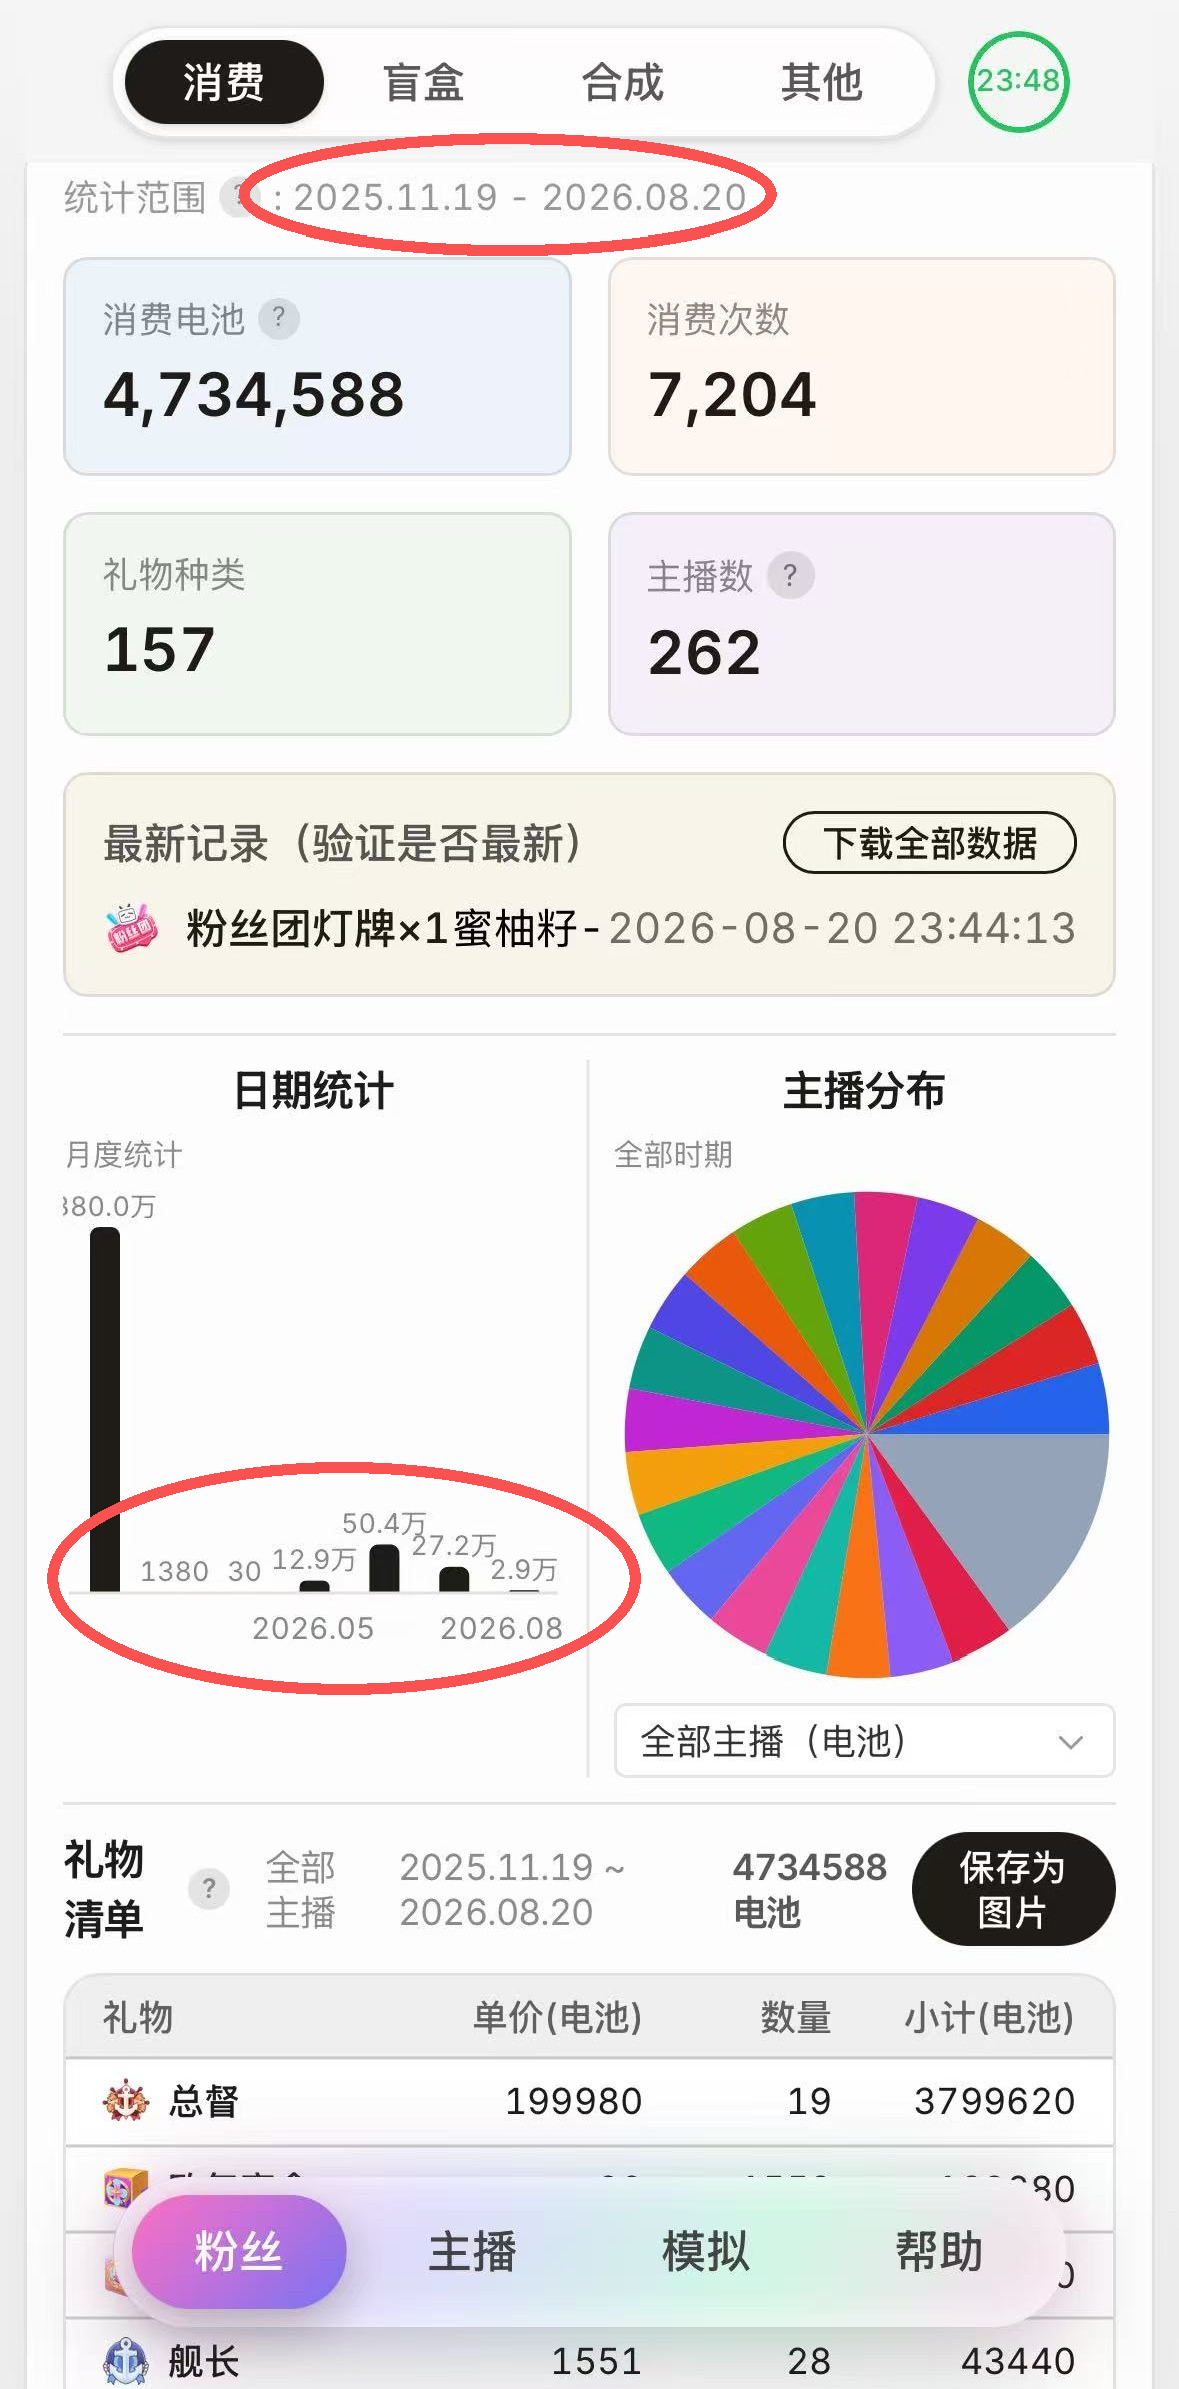 消费 盲盒 合成 其他 23:48
统计范围 ? : 2025.11.19 - 2026.08.20
消费电池 ? 消费次数
4,734,588 7,204
礼物种类 主播数 ?
157 262
最新记录（验证是否最新） 下载全部数据
粉丝团灯牌×1 蜜柚籽- 2026-08-20 23:44:13
日期统计 主播分布
月度统计 全部时期
380.0万
50.4万
27.2万
1380 30 12.9万 2.9万
2026.05 2026.08
全部主播（电池）
礼物清单 ? 全部主播 2025.11.19 ~ 2026.08.20 4734588电池 保存为图片
礼物 单价(电池) 数量 小计(电池)
总督 199980 19 3799620
粉丝 主播 模拟 帮助
舰长 1551 28 43440